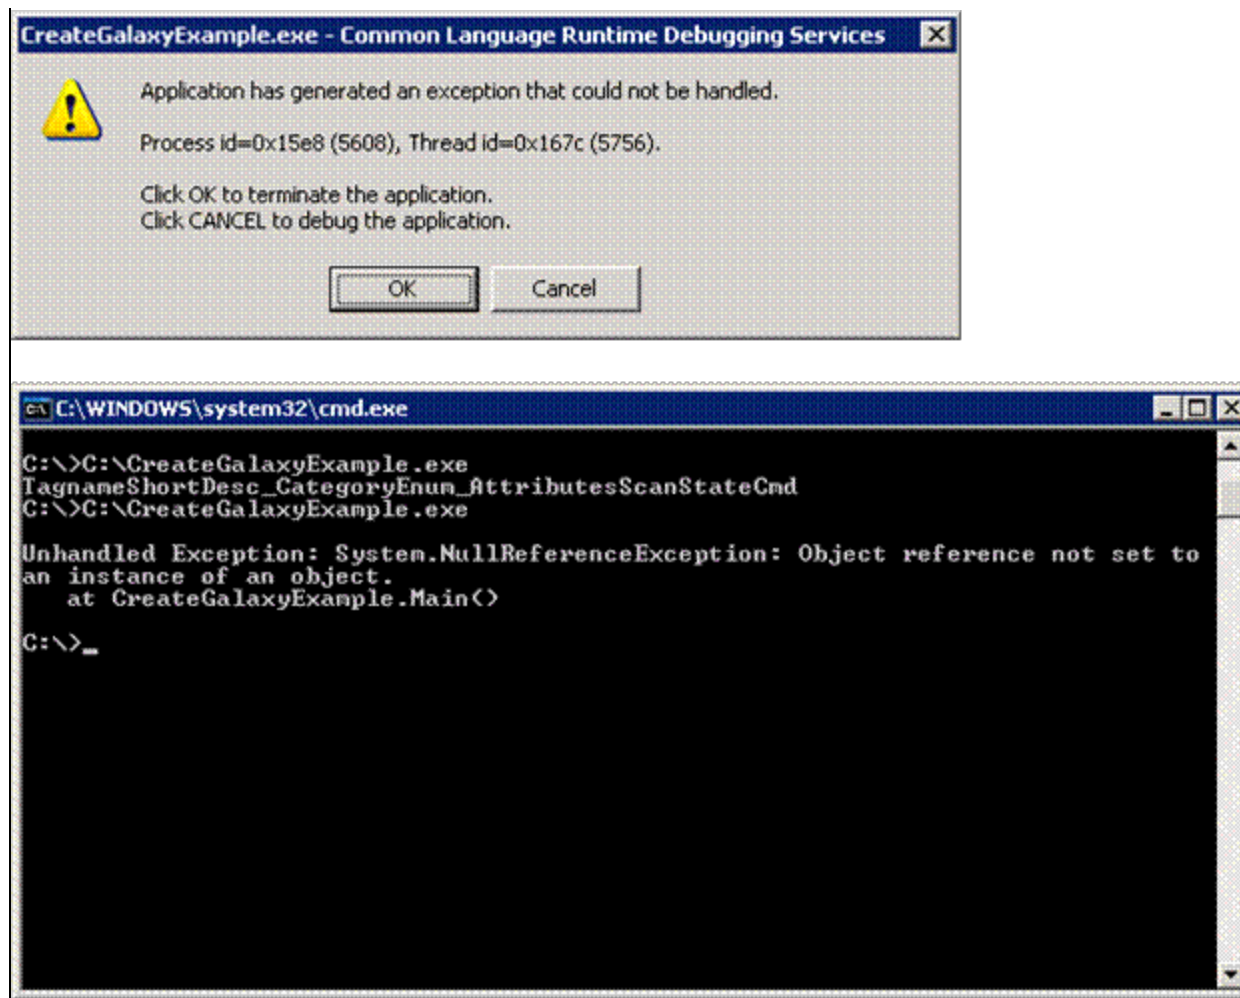 CreateGalaxyExample.exe - Common Language Runtime Debugging Services
Application has generated an exception that could not be handled.
Process id=0x15e8 (5608), Thread id=0x167c (5756).
Click OK to terminate the application.
Click CANCEL to debug the application.
OK Cancel
C:\WINDOWS\system32\cmd.exe
C:\>C:\CreateGalaxyExample.exe
TagnameShortDesc_CategoryEnum_AttributesScanStateCmd
C:\>C:\CreateGalaxyExample.exe
Unhandled Exception: System.NullReferenceException: Object reference not set to
an instance of an object.
at CreateGalaxyExample.Main()
C:\>_